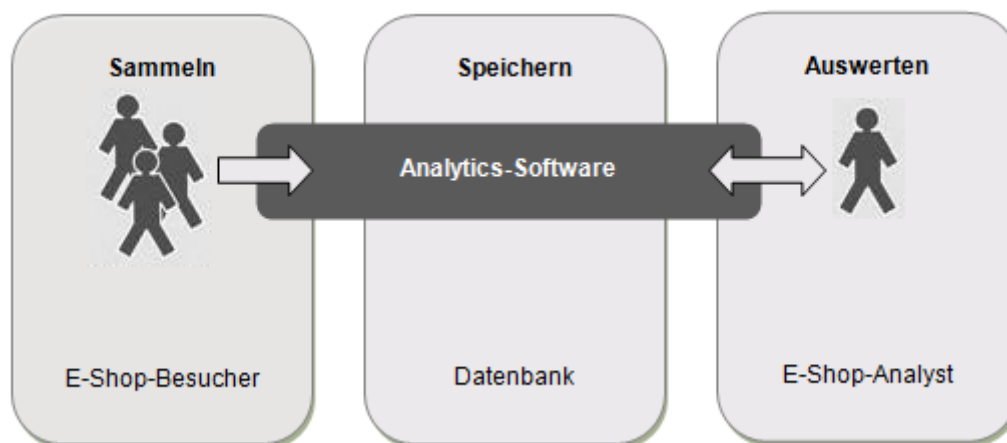 Sammeln
Speichern
Auswerten
Analytics-Software
E-Shop-Besucher
Datenbank
E-Shop-Analyst